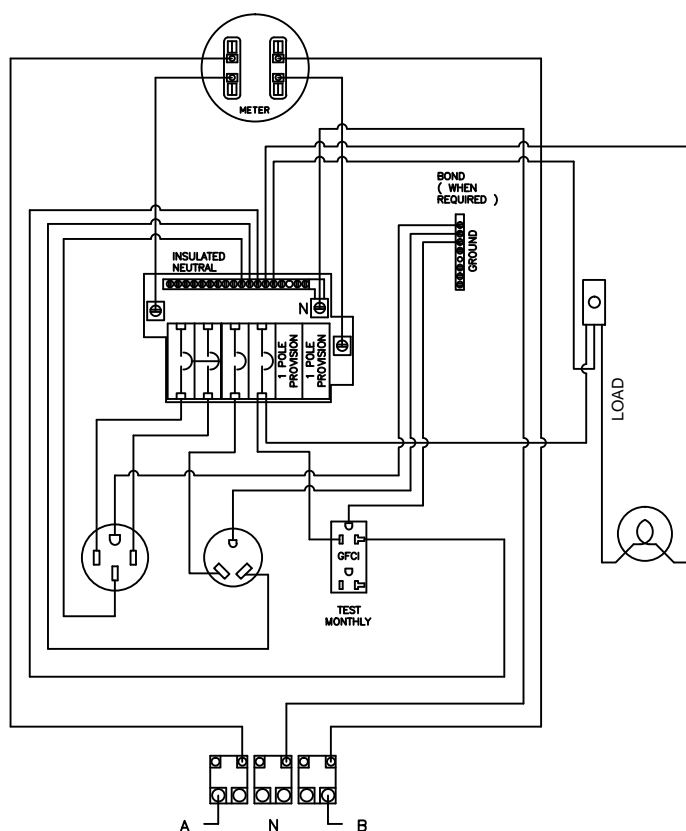 METER
BOND
( WHEN
REQUIRED )
GROUND
INSULATED
NEUTRAL
N
1 POLE
PROVISION
1 POLE
PROVISION
LOAD
GFCI
TEST
MONTHLY
A
N
B